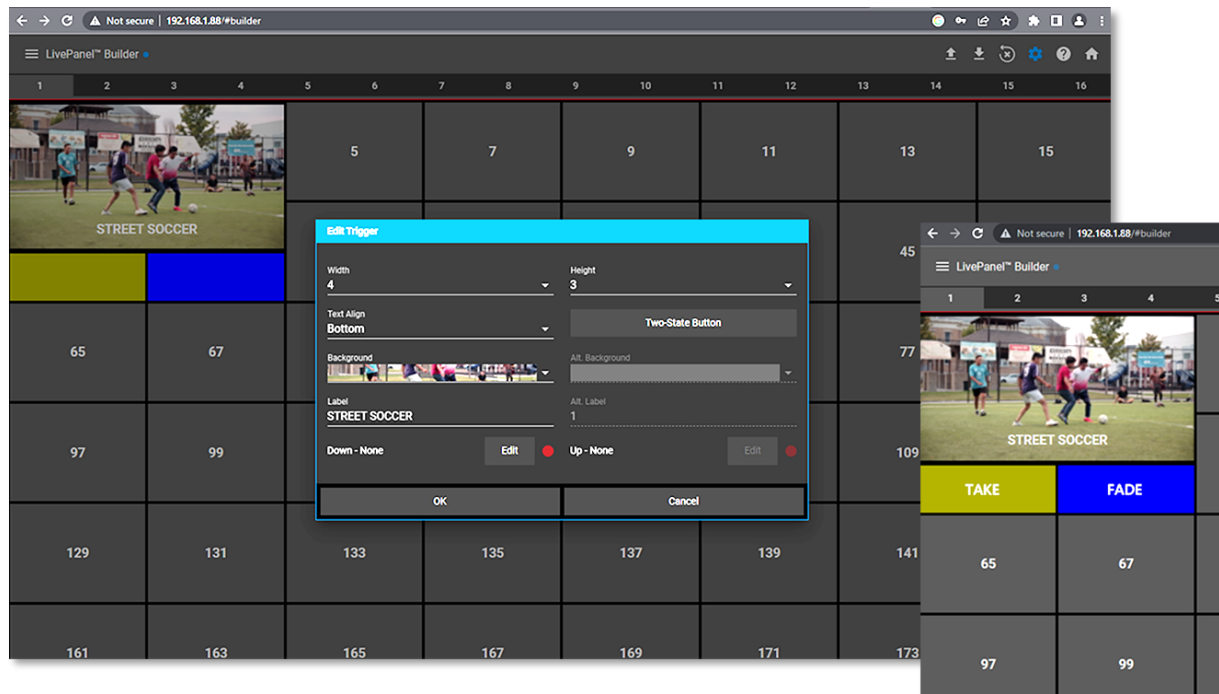 Not secure | 192.168.1.88/#builder
LivePanel™ Builder
1 2 3 4 5 6 7 8 9 10 11 12 13 14 15 16
5 7 9 11 13 15
STREET SOCCER
45
65 67 77
97 99 109
129 131 133 135 137 139 141
161 163 165 167 169 171 173
Edit Trigger
Width Height
4 3
Text Align
Bottom Two-State Button
Background Alt. Background
Label Alt. Label
STREET SOCCER 1
Down - None Edit Up - None Edit
OK Cancel
Not secure | 192.168.1.88/#builder
LivePanel™ Builder
1 2 3 4 5
STREET SOCCER
TAKE FADE
65 67
97 99